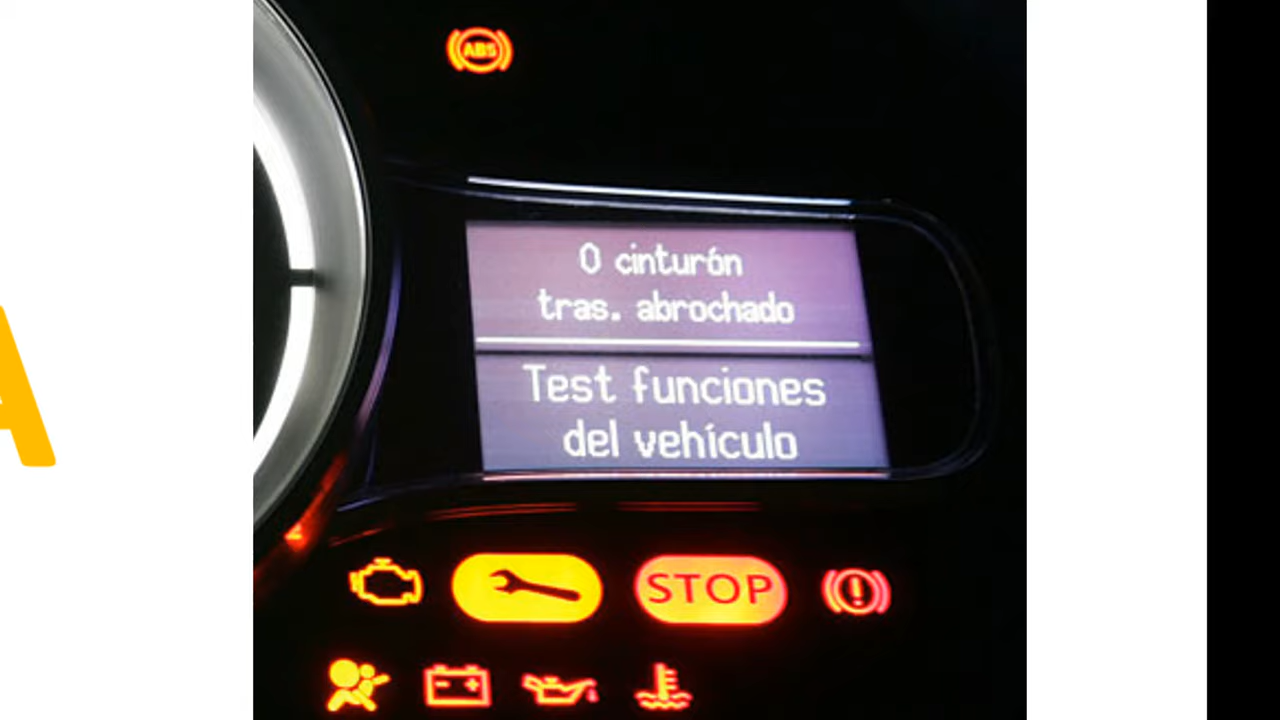 ABS
0 cinturón
tras. abrochado
Test funciones
del vehículo
STOP
A